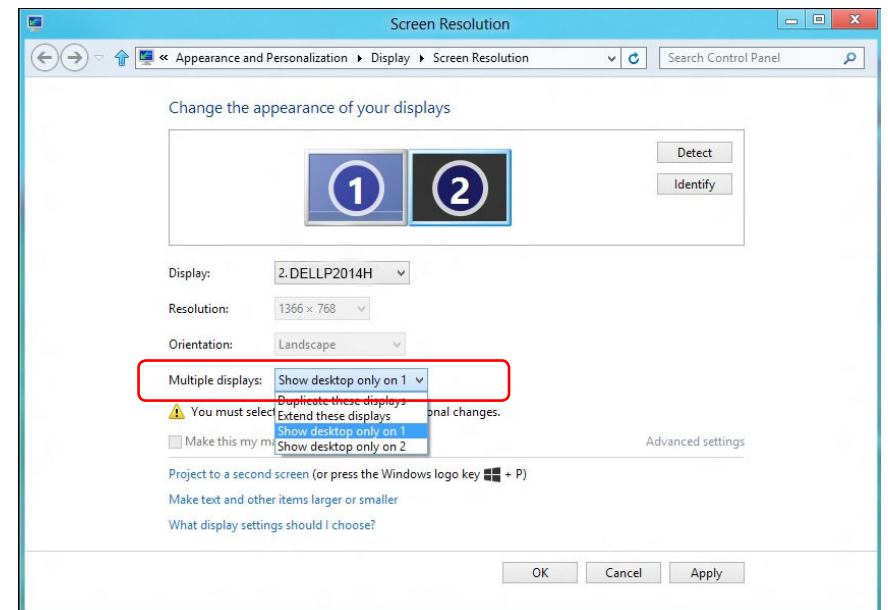 Screen Resolution
« Appearance and Personalization ▸ Display ▸ Screen Resolution Search Control Panel
Change the appearance of your displays
1 2
Detect
Identify
Display: 2.DELLP2014H
Resolution: 1366 × 768
Orientation: Landscape
Multiple displays: Show desktop only on 1
Duplicate these displays
You must selec Extend these displays onal changes.
Show desktop only on 1
Make this my m Show desktop only on 2 Advanced settings
Project to a second screen (or press the Windows logo key + P)
Make text and other items larger or smaller
What display settings should I choose?
OK Cancel Apply